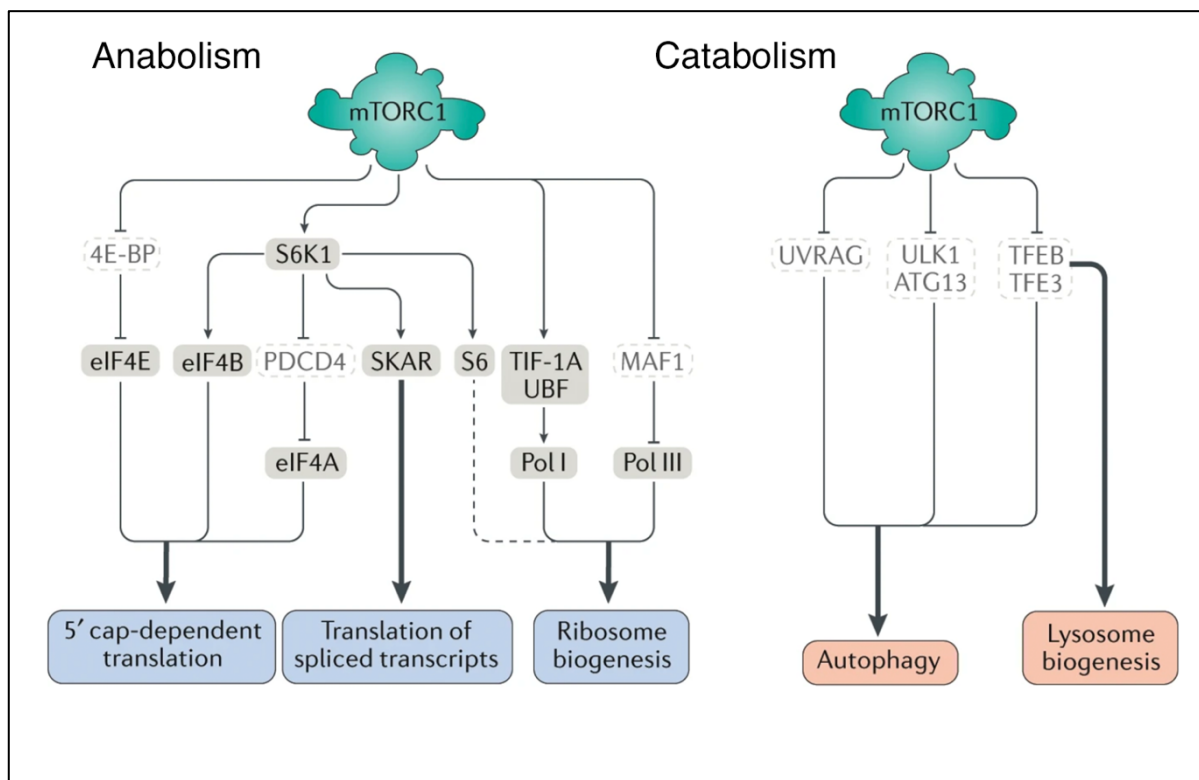 Anabolism
Catabolism
mTORC1
mTORC1
4E-BP
S6K1
UVRAG
ULK1
ATG13
TFEB
TFE3
eIF4E
eIF4B
PDCD4
SKAR
S6
TIF-1A
UBF
MAF1
eIF4A
Pol I
Pol III
5′ cap-dependent
translation
Translation of
spliced transcripts
Ribosome
biogenesis
Autophagy
Lysosome
biogenesis